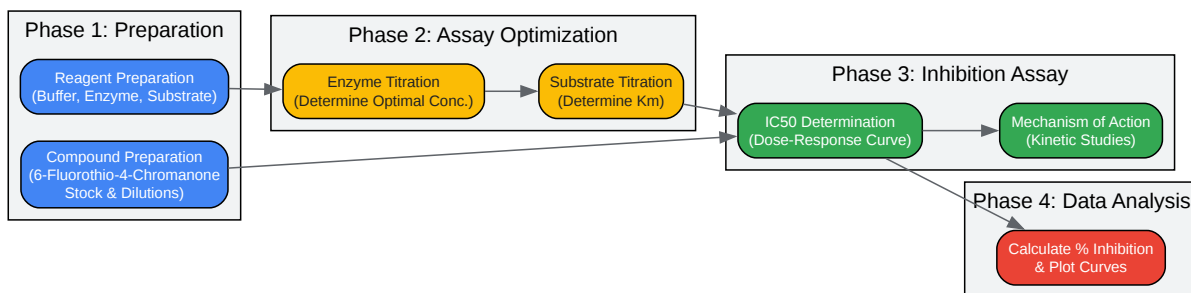 Phase 1: Preparation
Reagent Preparation
(Buffer, Enzyme, Substrate)
Compound Preparation
(6-Fluorothio-4-Chromanone
Stock & Dilutions)
Phase 2: Assay Optimization
Enzyme Titration
(Determine Optimal Conc.)
Substrate Titration
(Determine Km)
Phase 3: Inhibition Assay
IC50 Determination
(Dose-Response Curve)
Mechanism of Action
(Kinetic Studies)
Phase 4: Data Analysis
Calculate % Inhibition
& Plot Curves